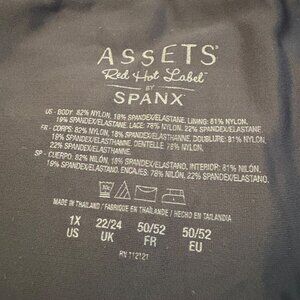 ASSETS®
Red Hot Label™
BY
SPANX
US - BODY: 82% NYLON, 18% SPANDEX/ELASTANE. LINING: 81% NYLON,
19% SPANDEX/ELASTANE. LACE: 78% NYLON, 22% SPANDEX/ELASTANE.
FR - CORPS: 82% NYLON, 18% SPANDEX/ELASTHANNE. DOUBLURE: 81% NYLON,
19% SPANDEX/ELASTHANNE. DENTELLE: 78% NYLON,
22% SPANDEX/ELASTHANNE.
SP - CUERPO: 82% NILÓN, 18% SPANDEX/ELASTANO, INTERIOR: 81% NILÓN,
19% SPANDEX/ELASTANO, ENCAJES, 78% NILÓN, 22% SPANDEX/ELASTANO.
MADE IN THAILAND / FABRIQUÉ EN THAÏLANDE / HECHO EN TAILANDIA
1X 22/24 50/52 50/52
US UK FR EU
RN 112121